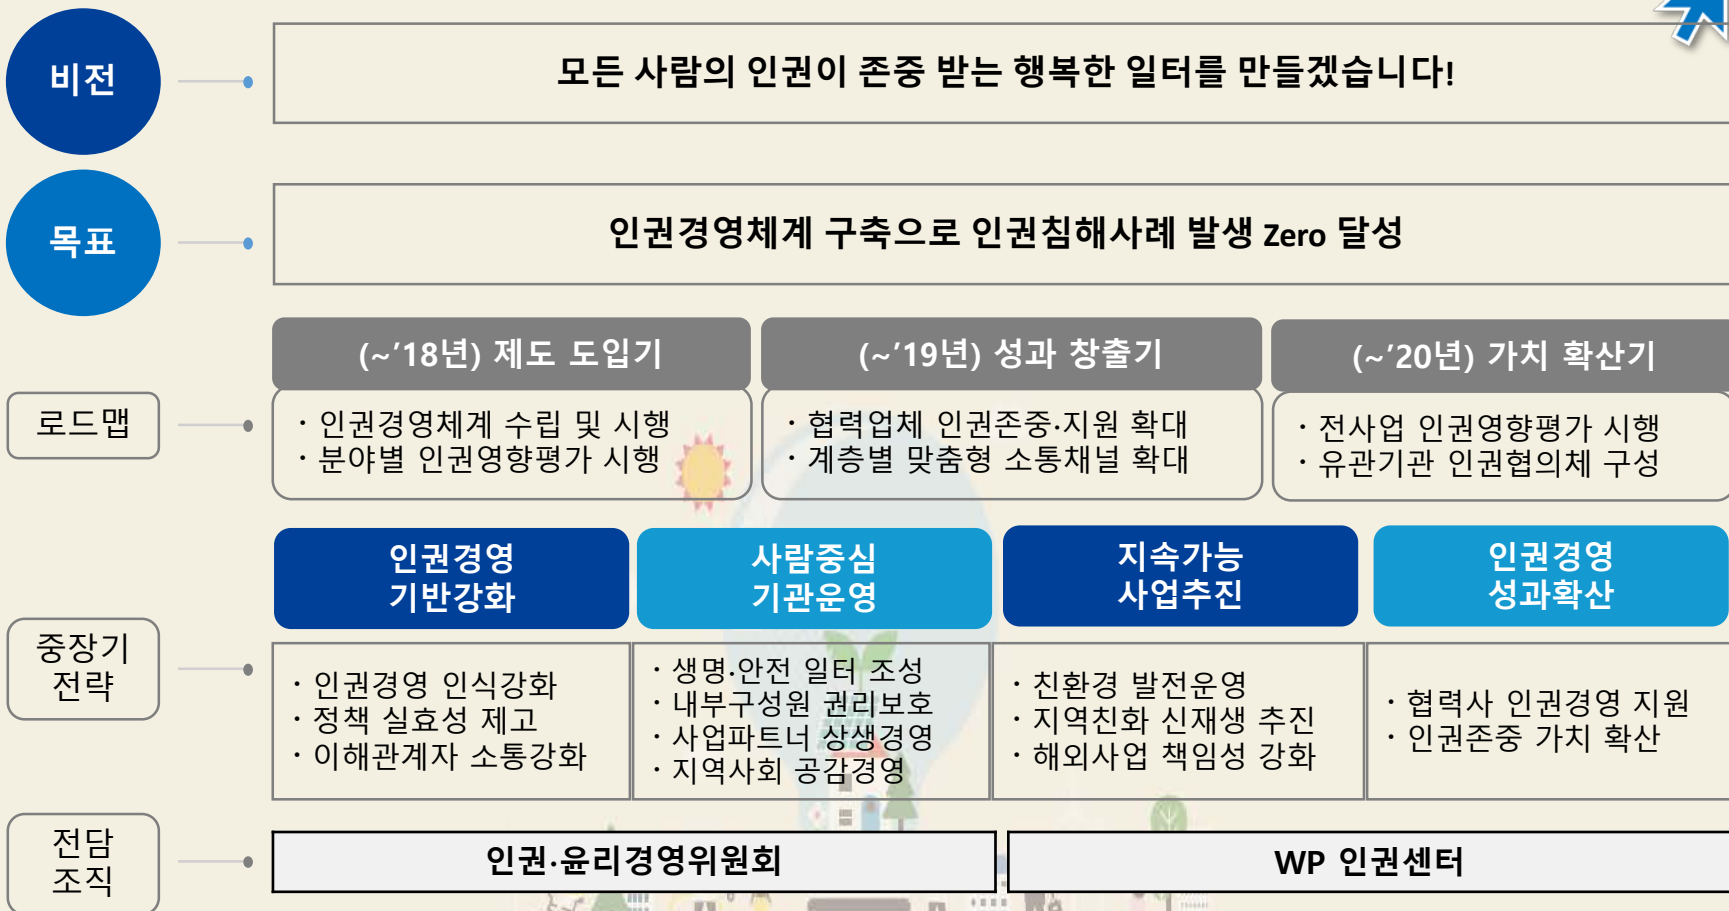 비전
모든 사람의 인권이 존중 받는 행복한 일터를 만들겠습니다!
목표
인권경영체계 구축으로 인권침해사례 발생 Zero 달성
로드맵
(~'18년) 제도 도입기
· 인권경영체계 수립 및 시행
· 분야별 인권영향평가 시행
(~'19년) 성과 창출기
· 협력업체 인권존중·지원 확대
· 계층별 맞춤형 소통채널 확대
(~'20년) 가치 확산기
· 전사업 인권영향평가 시행
· 유관기관 인권협의체 구성
중장기
전략
인권경영
기반강화
· 인권경영 인식강화
· 정책 실효성 제고
· 이해관계자 소통강화
사람중심
기관운영
· 생명·안전 일터 조성
· 내부구성원 권리보호
· 사업파트너 상생경영
· 지역사회 공감경영
지속가능
사업추진
· 친환경 발전운영
· 지역친화 신재생 추진
· 해외사업 책임성 강화
인권경영
성과확산
· 협력사 인권경영 지원
· 인권존중 가치 확산
전담
조직
인권·윤리경영위원회
WP 인권센터